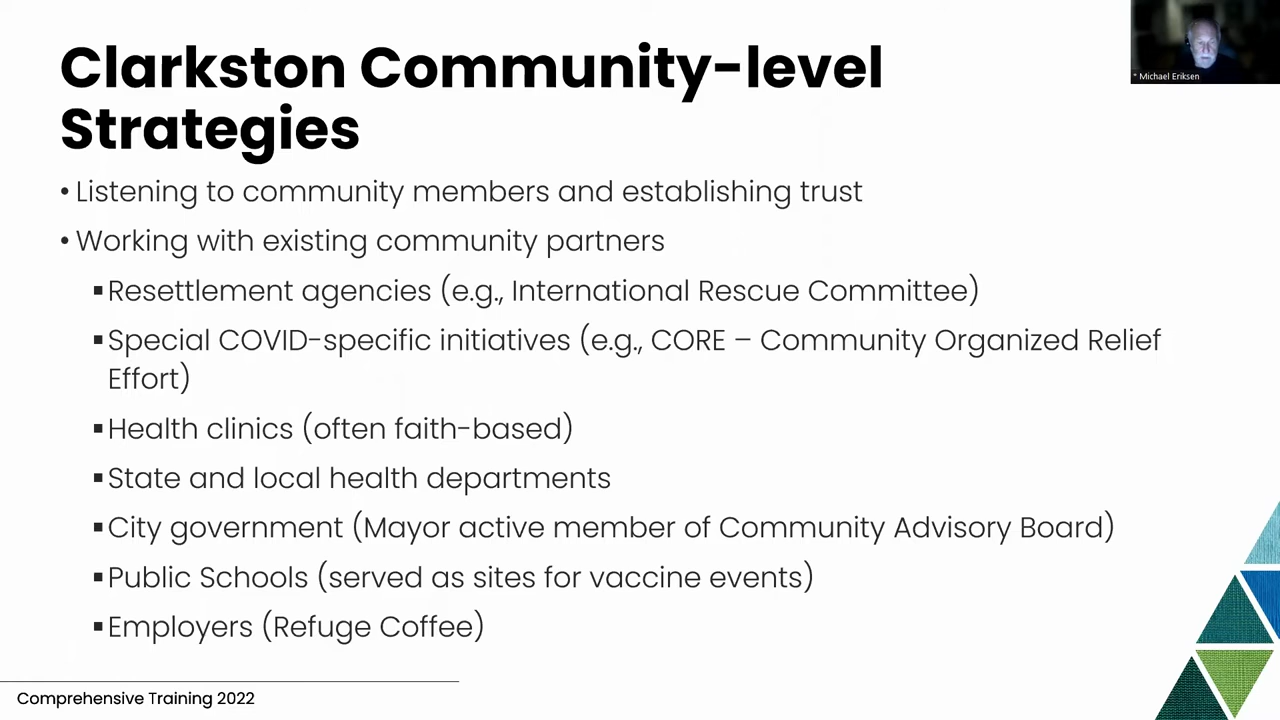 Clarkston Community-level
Strategies
* Michael Eriksen
• Listening to community members and establishing trust
• Working with existing community partners
▪ Resettlement agencies (e.g., International Rescue Committee)
▪ Special COVID-specific initiatives (e.g., CORE – Community Organized Relief
Effort)
▪ Health clinics (often faith-based)
▪ State and local health departments
▪ City government (Mayor active member of Community Advisory Board)
▪ Public Schools (served as sites for vaccine events)
▪ Employers (Refuge Coffee)
Comprehensive Training 2022